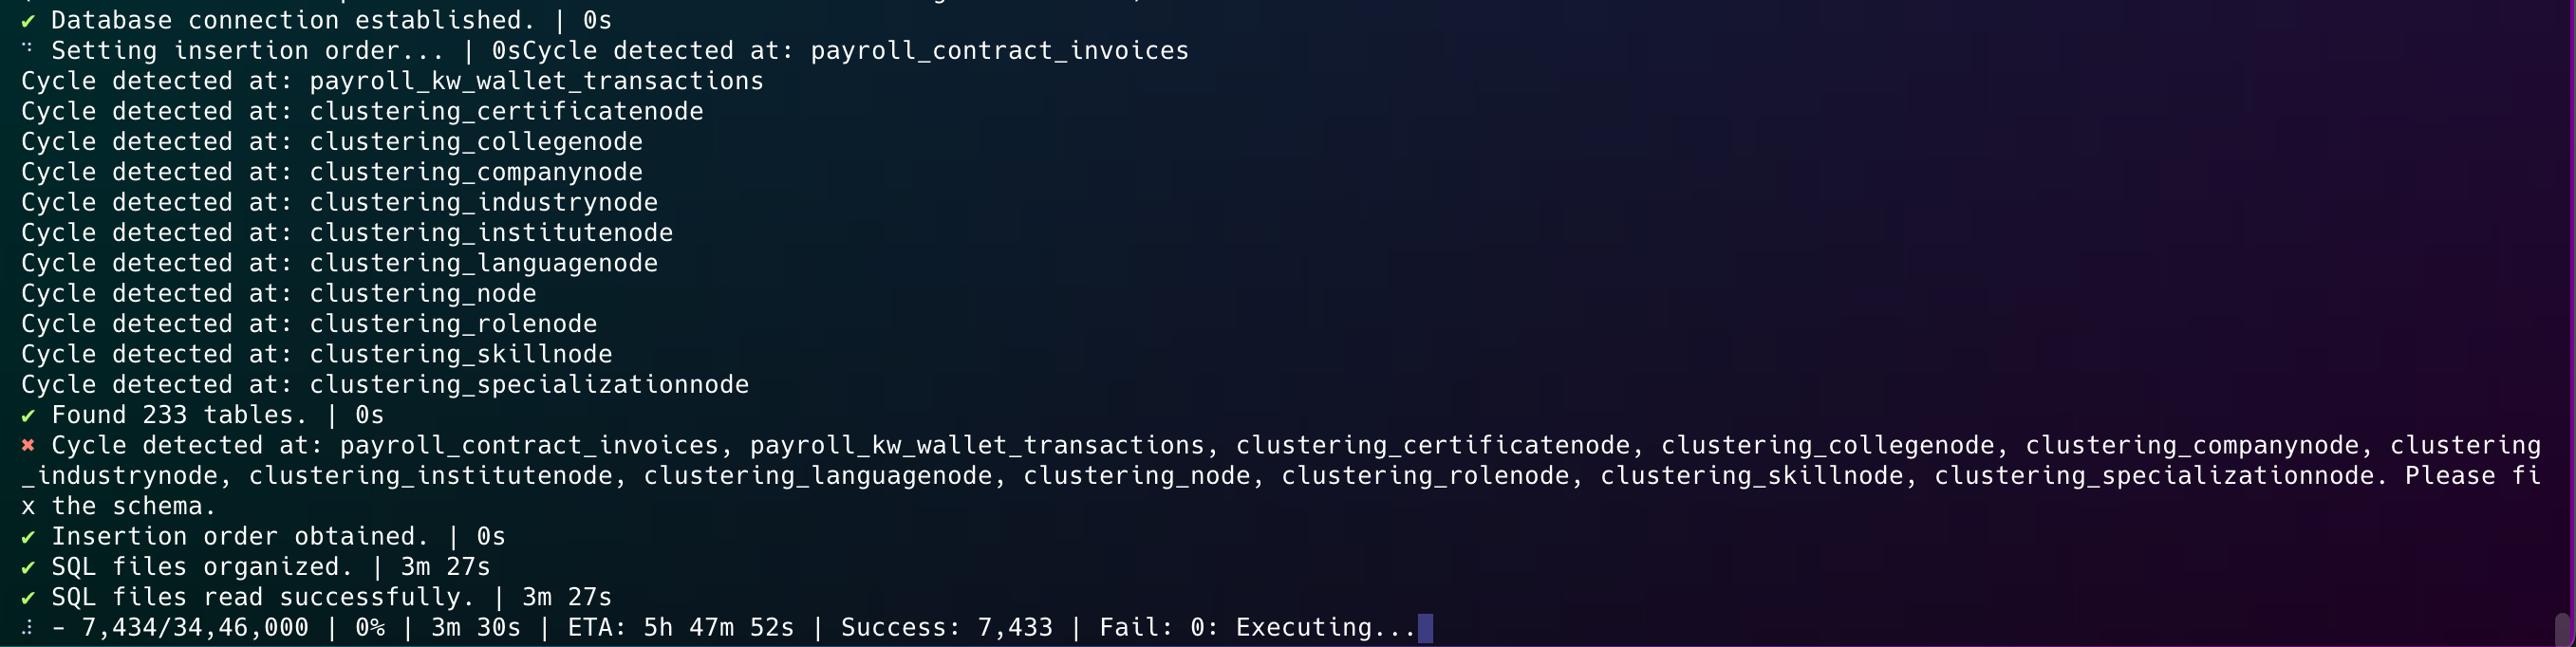 ✔ Database connection established. | 0s
⠙ Setting insertion order... | 0sCycle detected at: payroll_contract_invoices
Cycle detected at: payroll_kw_wallet_transactions
Cycle detected at: clustering_certificatenode
Cycle detected at: clustering_collegenode
Cycle detected at: clustering_companynode
Cycle detected at: clustering_industrynode
Cycle detected at: clustering_institutenode
Cycle detected at: clustering_languagenode
Cycle detected at: clustering_node
Cycle detected at: clustering_rolenode
Cycle detected at: clustering_skillnode
Cycle detected at: clustering_specializationnode
✔ Found 233 tables. | 0s
✖ Cycle detected at: payroll_contract_invoices, payroll_kw_wallet_transactions, clustering_certificatenode, clustering_collegenode, clustering_companynode, clustering
_industrynode, clustering_institutenode, clustering_languagenode, clustering_node, clustering_rolenode, clustering_skillnode, clustering_specializationnode. Please fi
x the schema.
✔ Insertion order obtained. | 0s
✔ SQL files organized. | 3m 27s
✔ SQL files read successfully. | 3m 27s
⠼ - 7,434/34,46,000 | 0% | 3m 30s | ETA: 5h 47m 52s | Success: 7,433 | Fail: 0: Executing...